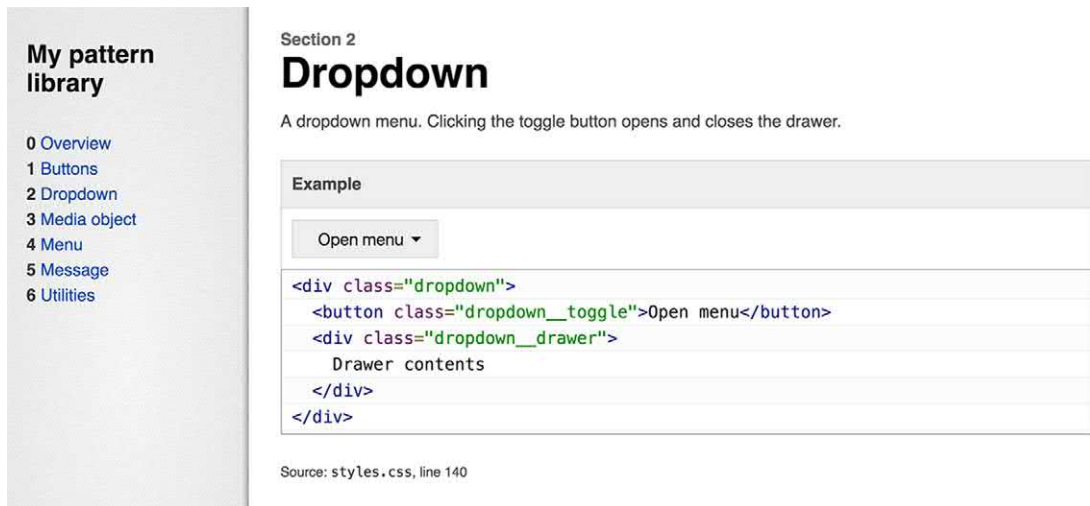 My pattern
library
0 Overview
1 Buttons
2 Dropdown
3 Media object
4 Menu
5 Message
6 Utilities
Section 2
Dropdown
A dropdown menu. Clicking the toggle button opens and closes the drawer.
Example
Open menu
<div class="dropdown">
  <button class="dropdown__toggle">Open menu</button>
  <div class="dropdown__drawer">
    Drawer contents
  </div>
</div>
Source: styles.css, line 140